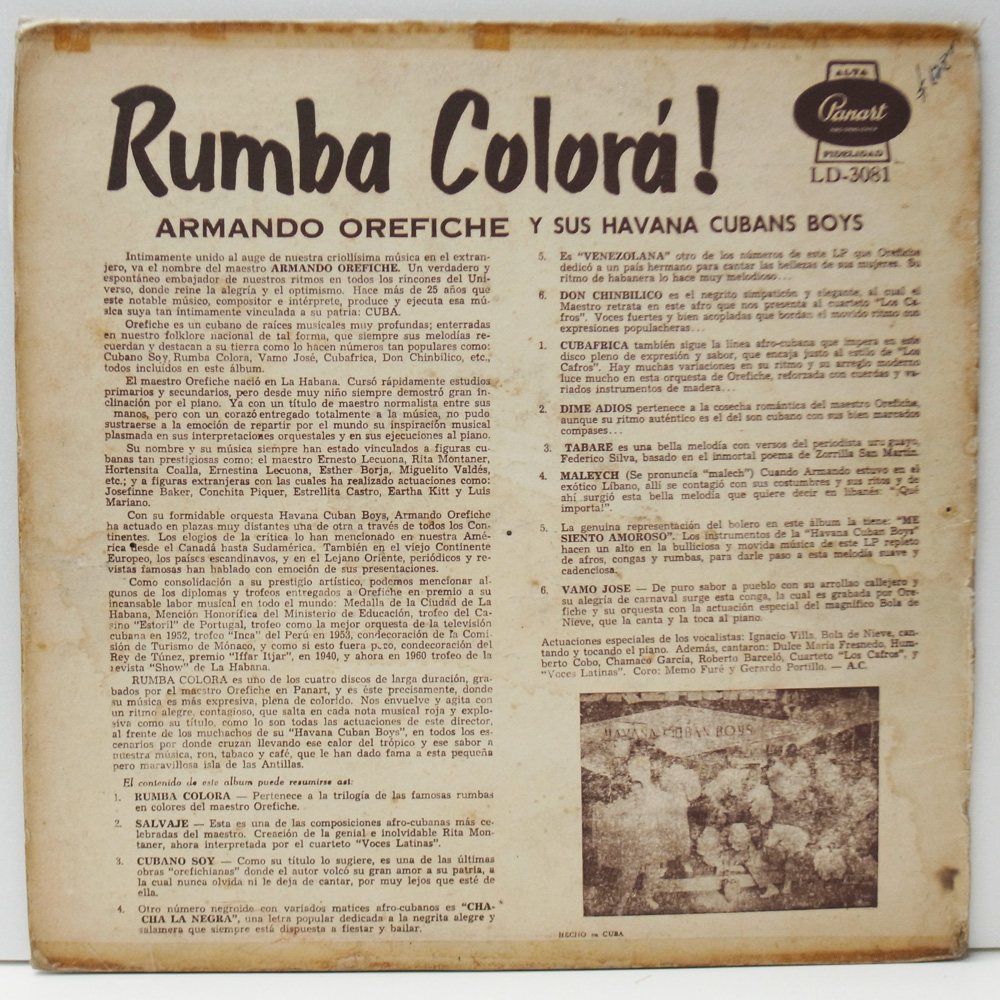 Rumba Colorá!
ALTA
Panart
FIDELIDAD
LD-3081
ARMANDO OREFICHE Y SUS HAVANA CUBANS BOYS
Intimamente unido al auge de nuestra criollísima música en el extran-
jero, va el nombre del maestro ARMANDO OREFICHE. Un verdadero y
espontáneo embajador de nuestros ritmos en todos los rincones del Uni-
verso, donde reine la alegría y el optimismo. Hace más de 25 años que
este notable músico, compositor e intérprete, produce y ejecuta esa mú-
sica suya tan íntimamente vinculada a su patria: CUBA.
Orefiche es un cubano de raíces musicales muy profundas; enterradas
en nuestro folklore nacional de tal forma, que siempre sus melodías re-
cuerdan y destacan a su tierra como lo hacen números tan populares como:
Cubano Soy, Rumba Colora, Vamo José, Cubafrica, Don Chinbilico, etc.,
todos incluidos en este álbum.
El maestro Orefiche nació en La Habana. Cursó rápidamente estudios
primarios y secundarios, pero desde muy niño siempre demostró gran in-
clinación por el piano. Ya con un título de maestro normalista entre sus
manos, pero con un corazó entregado totalmente a la música, no pudo
sustraerse a la emoción de repartir por el mundo su inspiración musical
plasmada en sus interpretaciones orquestales y en sus ejecuciones al piano.
Su nombre y su música siempre han estado vinculados a figuras cu-
banas tan prestigiosas como: el maestro Ernesto Lecuona, Rita Montaner,
Hortensita Coalla, Ernestina Lecuona, Esther Borja, Miguelito Valdés,
etc.; y a figuras extranjeras con las cuales ha realizado actuaciones como:
Josefinne Baker, Conchita Piquer, Estrellita Castro, Eartha Kitt y Luis
Mariano.
Con su formidable orquesta Havana Cuban Boys, Armando Orefiche
ha actuado en plazas muy distantes una de otra a través de todos los Con-
tinentes. Los elogios de la crítica lo han mencionado en nuestra Amé-
rica desde el Canadá hasta Sudamérica. También en el viejo Continente
Europeo, los países escandinavos, y en el Lejano Oriente, periódicos y re-
vistas famosas han hablado con emoción de sus presentaciones.
Como consolidación a su prestigio artístico, podemos mencionar al-
gunos de los diplomas y trofeos entregados a Orefiche en premio a su
incansable labor musical en todo el mundo: Medalla de la Ciudad de La
Habana, Mención Honorífica del Ministerio de Educación, trofeo del Ca-
sino "Estoril" de Portugal, trofeo como la mejor orquesta de la televisión
cubana en 1952, trofeo "Inca" del Perú en 1953, condecoración de la Comi-
sión de Turismo de Mónaco, y como si esto fuera p.co, condecoración del
Rey de Túnez, premio "Iffar Itjar", en 1940, y ahora en 1960 trofeo de la
revista "Show" de La Habana.
RUMBA COLORA es uno de los cuatro discos de larga duración, gra-
bados por el maestro Orefiche en Panart, y es éste precisamente, donde
su música es más expresiva, plena de colorido. Nos envuelve y agita con
un ritmo alegre, contagioso, que salta en cada nota musical roja y explo-
siva como su título, como lo son todas las actuaciones de este director,
al frente de los muchachos de su "Havana Cuban Boys", en todos los es-
cenarios por donde cruzan llevando ese calor del trópico y ese sabor a
nuestra música, ron, tabaco y café, que le han dado fama a esta pequeña
pero maravillosa isla de las Antillas.
El contenido de este album puede resumirse así:
1. RUMBA COLORA — Pertenece a la trilogía de las famosas rumbas
en colores del maestro Orefiche.
2. SALVAJE — Esta es una de las composiciones afro-cubanas más ce-
lebradas del maestro. Creación de la genial e inolvidable Rita Mon-
taner, ahora interpretada por el cuarteto "Voces Latinas".
3. CUBANO SOY — Como su título lo sugiere, es una de las últimas
obras "orefichianas" donde el autor volcó su gran amor a su patria, a
la cual nunca olvida ni le deja de cantar, por muy lejos que esté de
ella.
4. Otro número negroide con variados matices afro-cubanos es "CHA-
CHA LA NEGRA", una letra popular dedicada a la negrita alegre y
salamera que siempre está dispuesta a fiestar y bailar.
5. Es "VENEZOLANA" otro de los números de este LP que Orefiche
dedicó a un país hermano para cantar las bellezas de sus mujeres. Su
ritmo de habanera lo hace muy melodioso...
6. DON CHINBILICO es el negrito simpaticón y elegante, al cual el
Maestro retrata en este afro que nos presenta al cuarteto "Los Ca-
fros". Voces fuertes y bien acopladas que bordan el movido ritmo con
expresiones populacheras...
1. CUBAFRICA también sigue la línea afro-cubana que impera en este
disco pleno de expresión y sabor, que encaja justo al estilo de "Los
Cafros". Hay muchas variaciones en su ritmo y su arreglo moderno
luce mucho en esta orquesta de Orefiche, reforzada con cuerdas y va-
riados instrumentos de madera...
2. DIME ADIOS pertenece a la cosecha romántica del maestro Orefiche,
aunque su ritmo auténtico es el del son cubano con sus bien marcados
compases...
3. TABARE es una bella melodía con versos del periodista uruguayo,
Federico Silva, basado en el inmortal poema de Zorrilla San Martín.
4. MALEYCH (Se pronuncia "malech") Cuando Armando estuvo en el
exótico Líbano, allí se contagió con sus costumbres y sus ritos y de
ahí surgió esta bella melodía que quiere decir en libanés: "¡Qué
importa!".
5. La genuina representación del bolero en este álbum la tiene: "ME
SIENTO AMOROSO". Los instrumentos de la "Havana Cuban Boys"
hacen un alto en la bulliciosa y movida música de este LP repleto
de afros, congas y rumbas, para darle paso a esta melodía suave y
cadenciosa.
6. VAMO JOSE — De puro sabor a pueblo con su arrollao callejero y
su alegría de carnaval surge esta conga, la cual es grabada por Ore-
fiche y su orquesta con la actuación especial del magnífico Bola de
Nieve, que la canta y la toca al piano.
Actuaciones especiales de los vocalistas: Ignacio Villa, Bola de Nieve, can-
tando y tocando el piano. Además, cantaron: Dulce María Fresnedo, Hum-
berto Cobo, Chamaco García, Roberto Barceló, Cuarteto "Los Cafros", y
"Voces Latinas". Coro: Memo Furé y Gerardo Portillo. — A.C.
HAVANA CUBAN BOYS
HECHO en CUBA